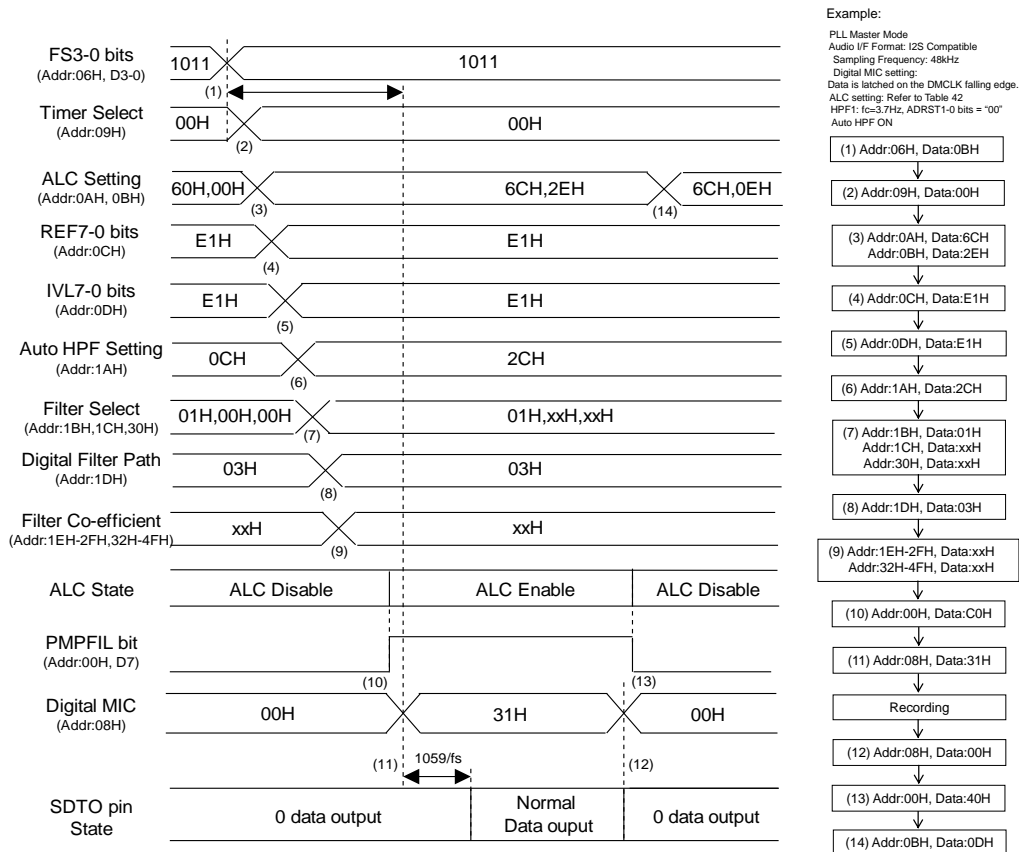 FS3-0 bits
(Addr:06H, D3-0)
1011
1011
(1)
Timer Select
(Addr:09H)
00H
00H
(2)
ALC Setting
(Addr:0AH, 0BH)
60H,00H
6CH,2EH
6CH,0EH
(3)
(14)
REF7-0 bits
(Addr:0CH)
E1H
E1H
(4)
IVL7-0 bits
(Addr:0DH)
E1H
E1H
(5)
Auto HPF Setting
(Addr:1AH)
0CH
2CH
(6)
Filter Select
(Addr:1BH,1CH,30H)
01H,00H,00H
01H,xxH,xxH
(7)
Digital Filter Path
(Addr:1DH)
03H
03H
(8)
Filter Co-efficient
(Addr:1EH-2FH,32H-4FH)
xxH
xxH
(9)
ALC State
ALC Disable
ALC Enable
ALC Disable
PMPFIL bit
(Addr:00H, D7)
(10)
(13)
Digital MIC
(Addr:08H)
00H
31H
00H
(11)
1059/fs
(12)
SDTO pin
State
0 data output
Normal
Data ouput
0 data output
Example:
PLL Master Mode
Audio I/F Format: I2S Compatible
Sampling Frequency: 48kHz
Digital MIC setting:
Data is latched on the DMCLK falling edge.
ALC setting: Refer to Table 42
HPF1: fc=3.7Hz, ADRST1-0 bits = “00”
Auto HPF ON
(1) Addr:06H, Data:0BH
(2) Addr:09H, Data:00H
(3) Addr:0AH, Data:6CH
Addr:0BH, Data:2EH
(4) Addr:0CH, Data:E1H
(5) Addr:0DH, Data:E1H
(6) Addr:1AH, Data:2CH
(7) Addr:1BH, Data:01H
Addr:1CH, Data:xxH
Addr:30H, Data:xxH
(8) Addr:1DH, Data:03H
(9) Addr:1EH-2FH, Data:xxH
Addr:32H-4FH, Data:xxH
(10) Addr:00H, Data:C0H
(11) Addr:08H, Data:31H
Recording
(12) Addr:08H, Data:00H
(13) Addr:00H, Data:40H
(14) Addr:0BH, Data:0DH